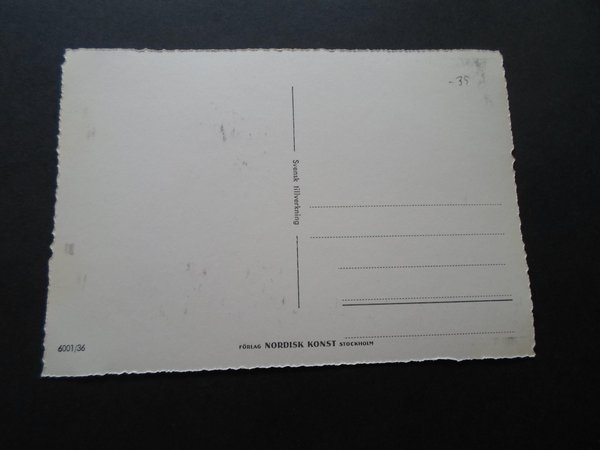 -35
Svensk tillverkning
6001/36
FÖRLAG NORDISK KONST STOCKHOLM